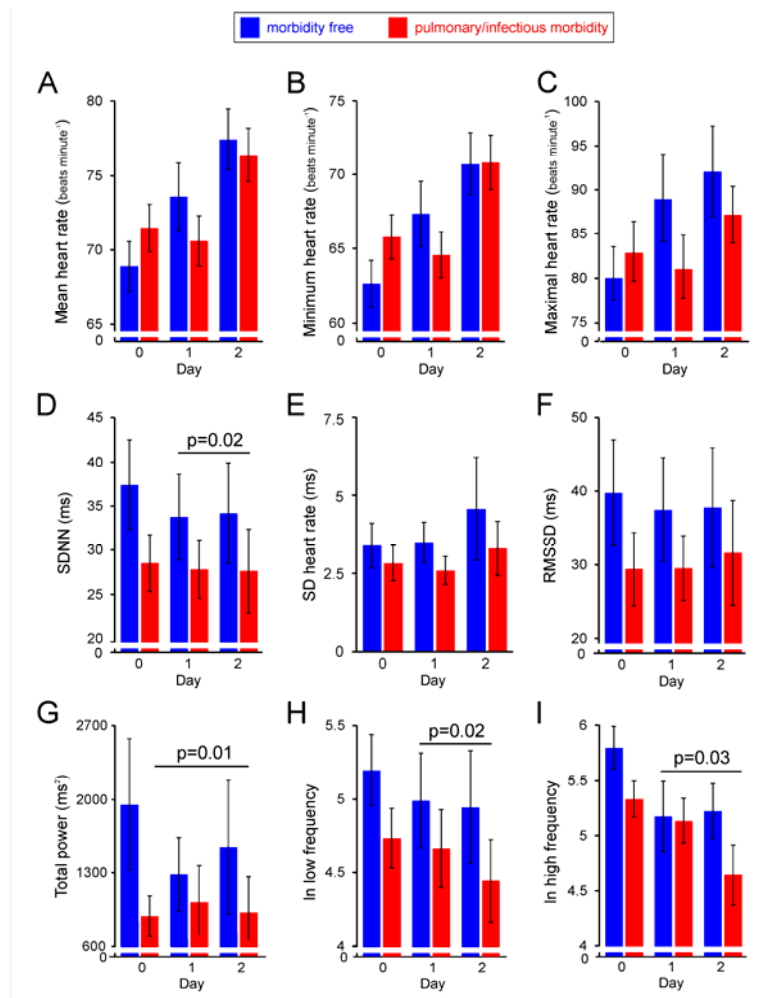 morbidity free pulmonary/infectious morbidity
A B C
Mean heart rate (beats minute⁻¹)
80
75
70
65
0
0 1 2
Day
Minimum heart rate (beats minute⁻¹)
75
70
65
60
0
0 1 2
Day
Maximal heart rate (beats minute⁻¹)
100
95
90
85
80
75
0
0 1 2
Day
D E F
SDNN (ms)
45
40
35
30
25
20
0
p=0.02
0 1 2
Day
SD heart rate (ms)
7.5
5
2.5
0
0 1 2
Day
RMSSD (ms)
50
40
30
20
0
0 1 2
Day
G H I
Total power (ms²)
2700
2000
1300
600
0
p=0.01
0 1 2
Day
ln low frequency
5.5
5
4.5
4
0
p=0.02
0 1 2
Day
ln high frequency
6
5.5
5
4.5
4
0
p=0.03
0 1 2
Day